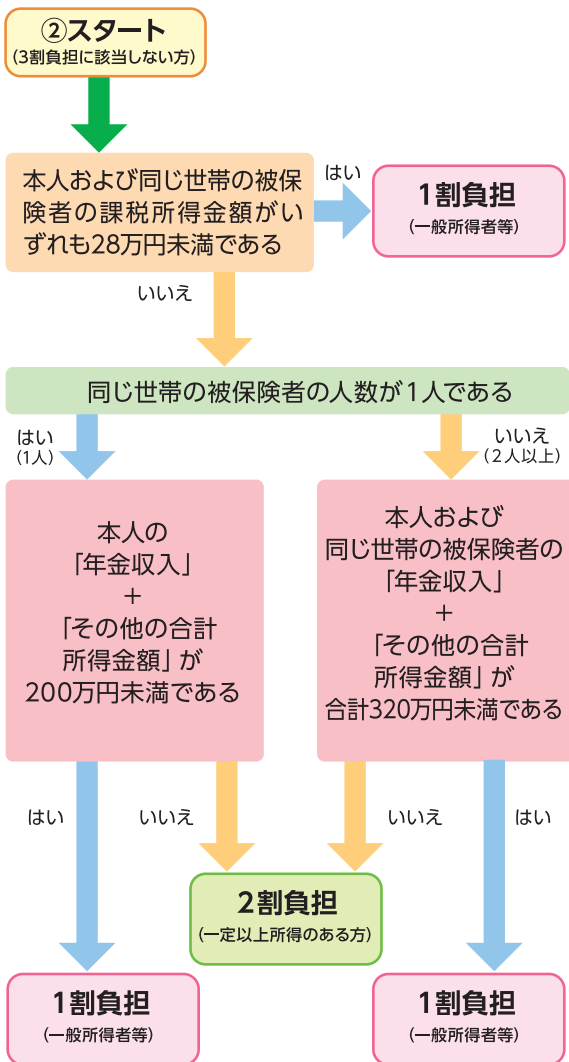 ②スタート
(3割負担に該当しない方)
本人および同じ世帯の被保
険者の課税所得金額がい
ずれも28万円未満である
はい
1割負担
(一般所得者等)
いいえ
同じ世帯の被保険者の人数が1人である
はい
(1人)
いいえ
(2人以上)
本人の
「年金収入」
+
「その他の合計
所得金額」が
200万円未満である
本人および
同じ世帯の被保険者の
「年金収入」
+
「その他の合計
所得金額」が
合計320万円未満である
はい
いいえ
いいえ
はい
2割負担
(一定以上所得のある方)
1割負担
(一般所得者等)
1割負担
(一般所得者等)